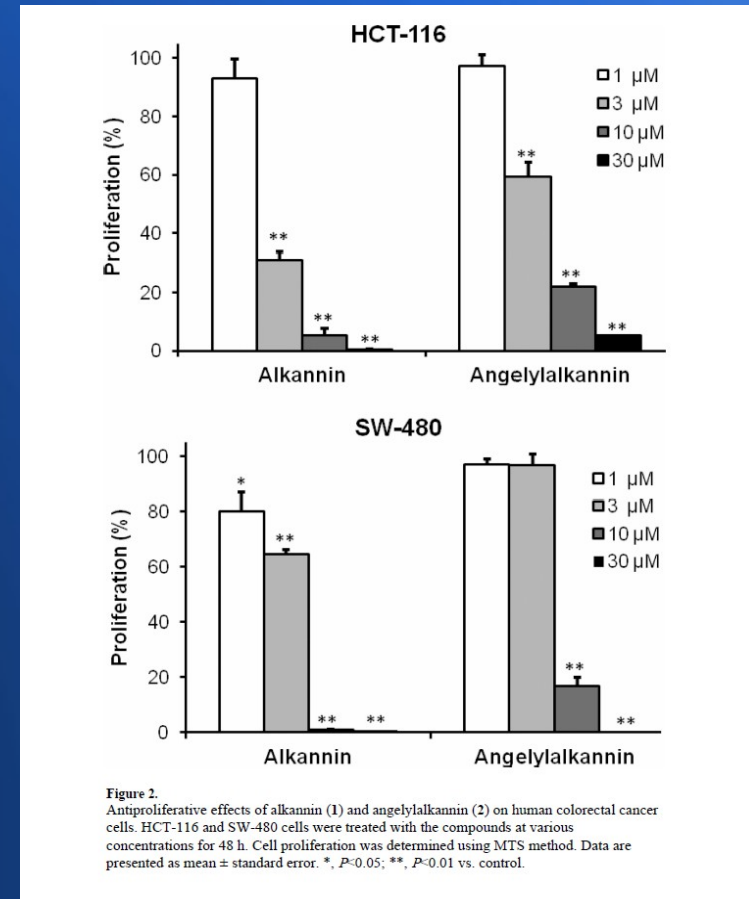 HCT-116
100
80
60
40
20
0
Proliferation (%)
**
**
**
**
**
**
1 µM
3 µM
10 µM
30 µM
Alkannin
Angelylalkannin
SW-480
100
80
60
40
20
0
Proliferation (%)
*
**
**
**
**
**
1 µM
3 µM
10 µM
30 µM
Alkannin
Angelylalkannin
Figure 2.
Antiproliferative effects of alkannin (1) and angelylalkannin (2) on human colorectal cancer
cells. HCT-116 and SW-480 cells were treated with the compounds at various
concentrations for 48 h. Cell proliferation was determined using MTS method. Data are
presented as mean ± standard error. *, P<0.05; **, P<0.01 vs. control.